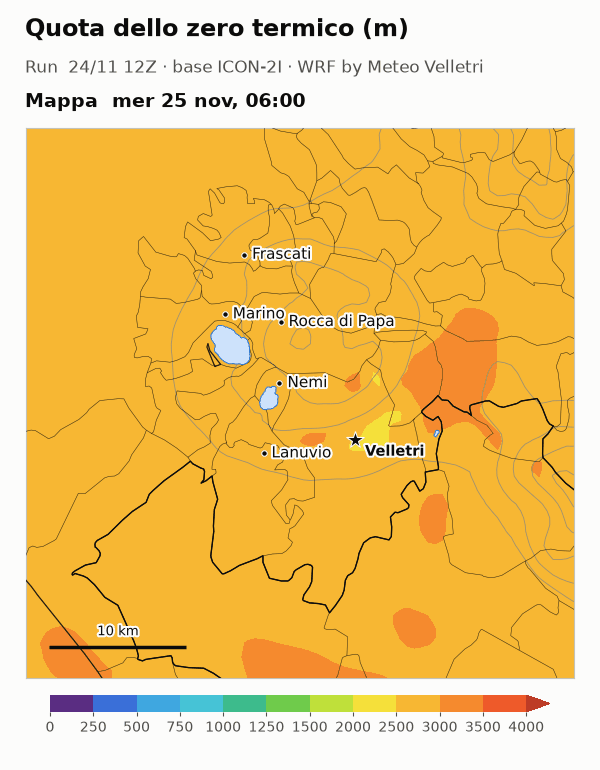 Quota dello zero termico (m)
Run 24/11 12Z · base ICON-2I · WRF by Meteo Velletri
Mappa mer 25 nov, 06:00
Frascati
Marino
Rocca di Papa
Nemi
Velletri
Lanuvio
10 km
0 250 500 750 1000 1250 1500 2000 2500 3000 3500 4000